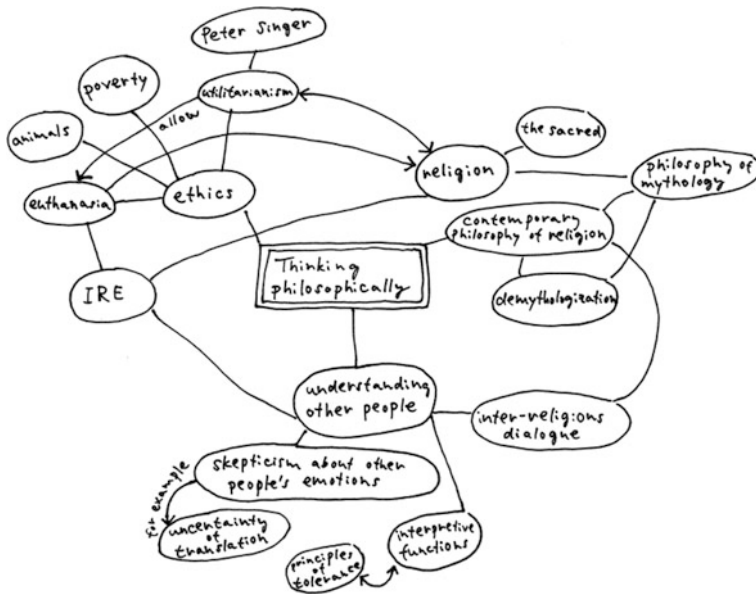 Peter Singer
poverty
utilitarianism
allow
animals
the sacred
religion
philosophy of
mythology
euthanasia
ethics
contemporary
philosophy of religion
Thinking
philosophically
IRE
demythologization
understanding
other people
inter-religions
dialogue
skepticism about other
people's emotions
for example
uncertainty
of
translation
interpretive
functions
principles
of
tolerance